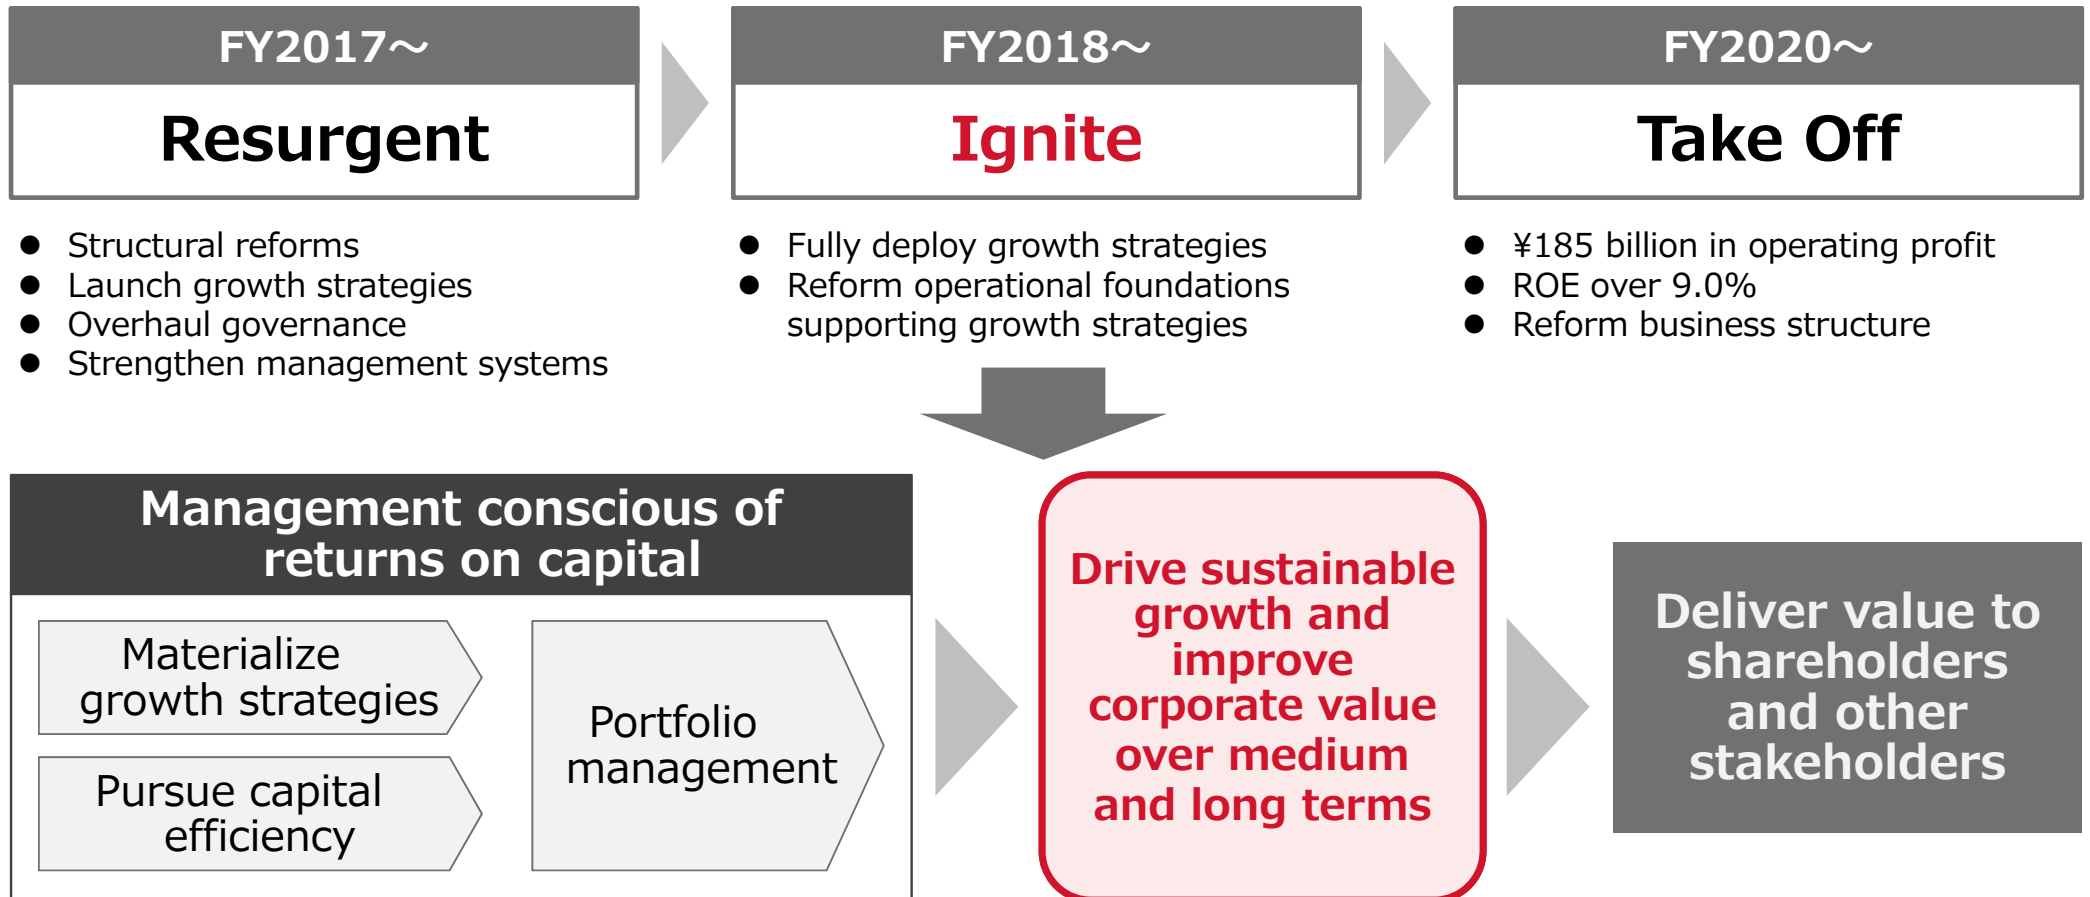 FY2017～
Resurgent
● Structural reforms
● Launch growth strategies
● Overhaul governance
● Strengthen management systems
FY2018～
Ignite
● Fully deploy growth strategies
● Reform operational foundations
supporting growth strategies
FY2020～
Take Off
● ¥185 billion in operating profit
● ROE over 9.0%
● Reform business structure
Management conscious of
returns on capital
Materialize
growth strategies
Pursue capital
efficiency
Portfolio
management
Drive sustainable
growth and
improve
corporate value
over medium
and long terms
Deliver value to
shareholders
and other
stakeholders